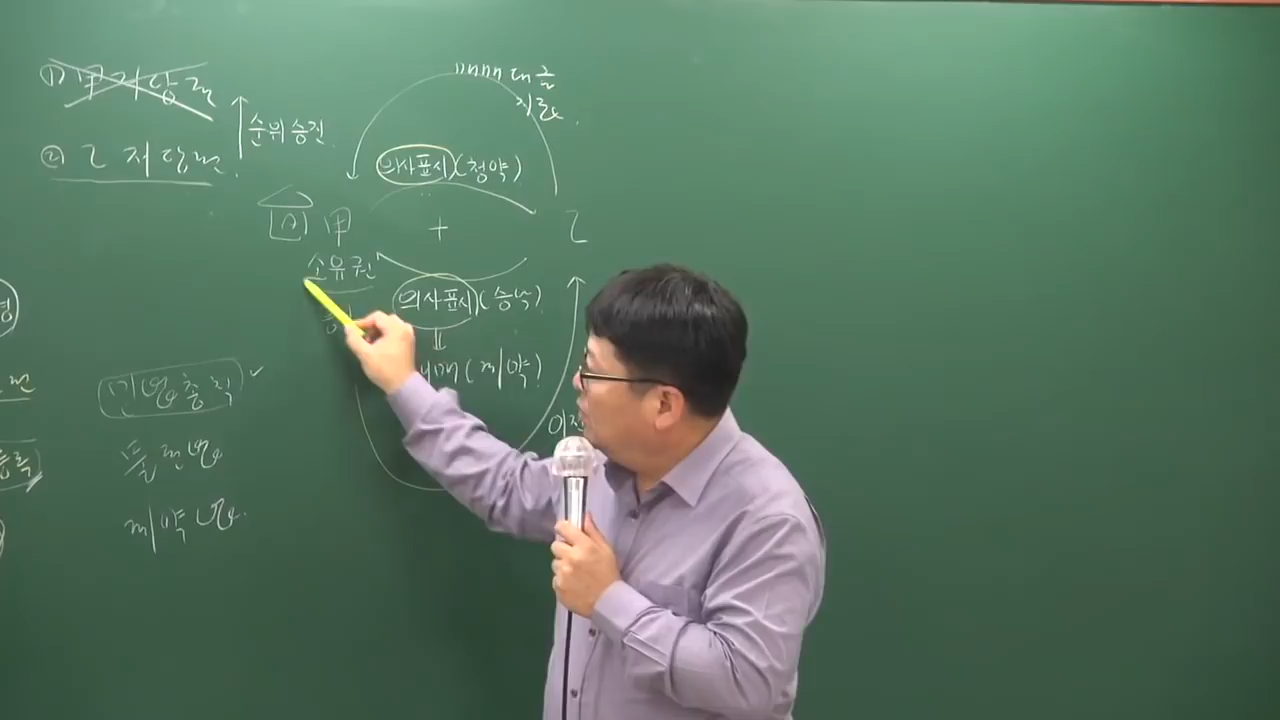 ① 甲 저당권
② 乙 저당권.
순위 승진
매매대금
지급.
의사표시(청약)
甲
+
乙
소유권
의사표시(승낙)
계약)
민법총칙
물권법
계약법.